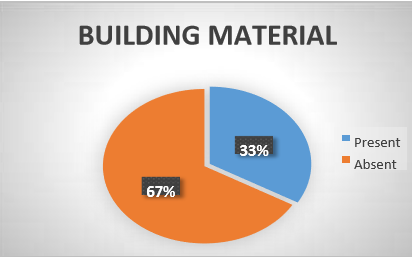 BUILDING MATERIAL
33%
67%
Present
Absent